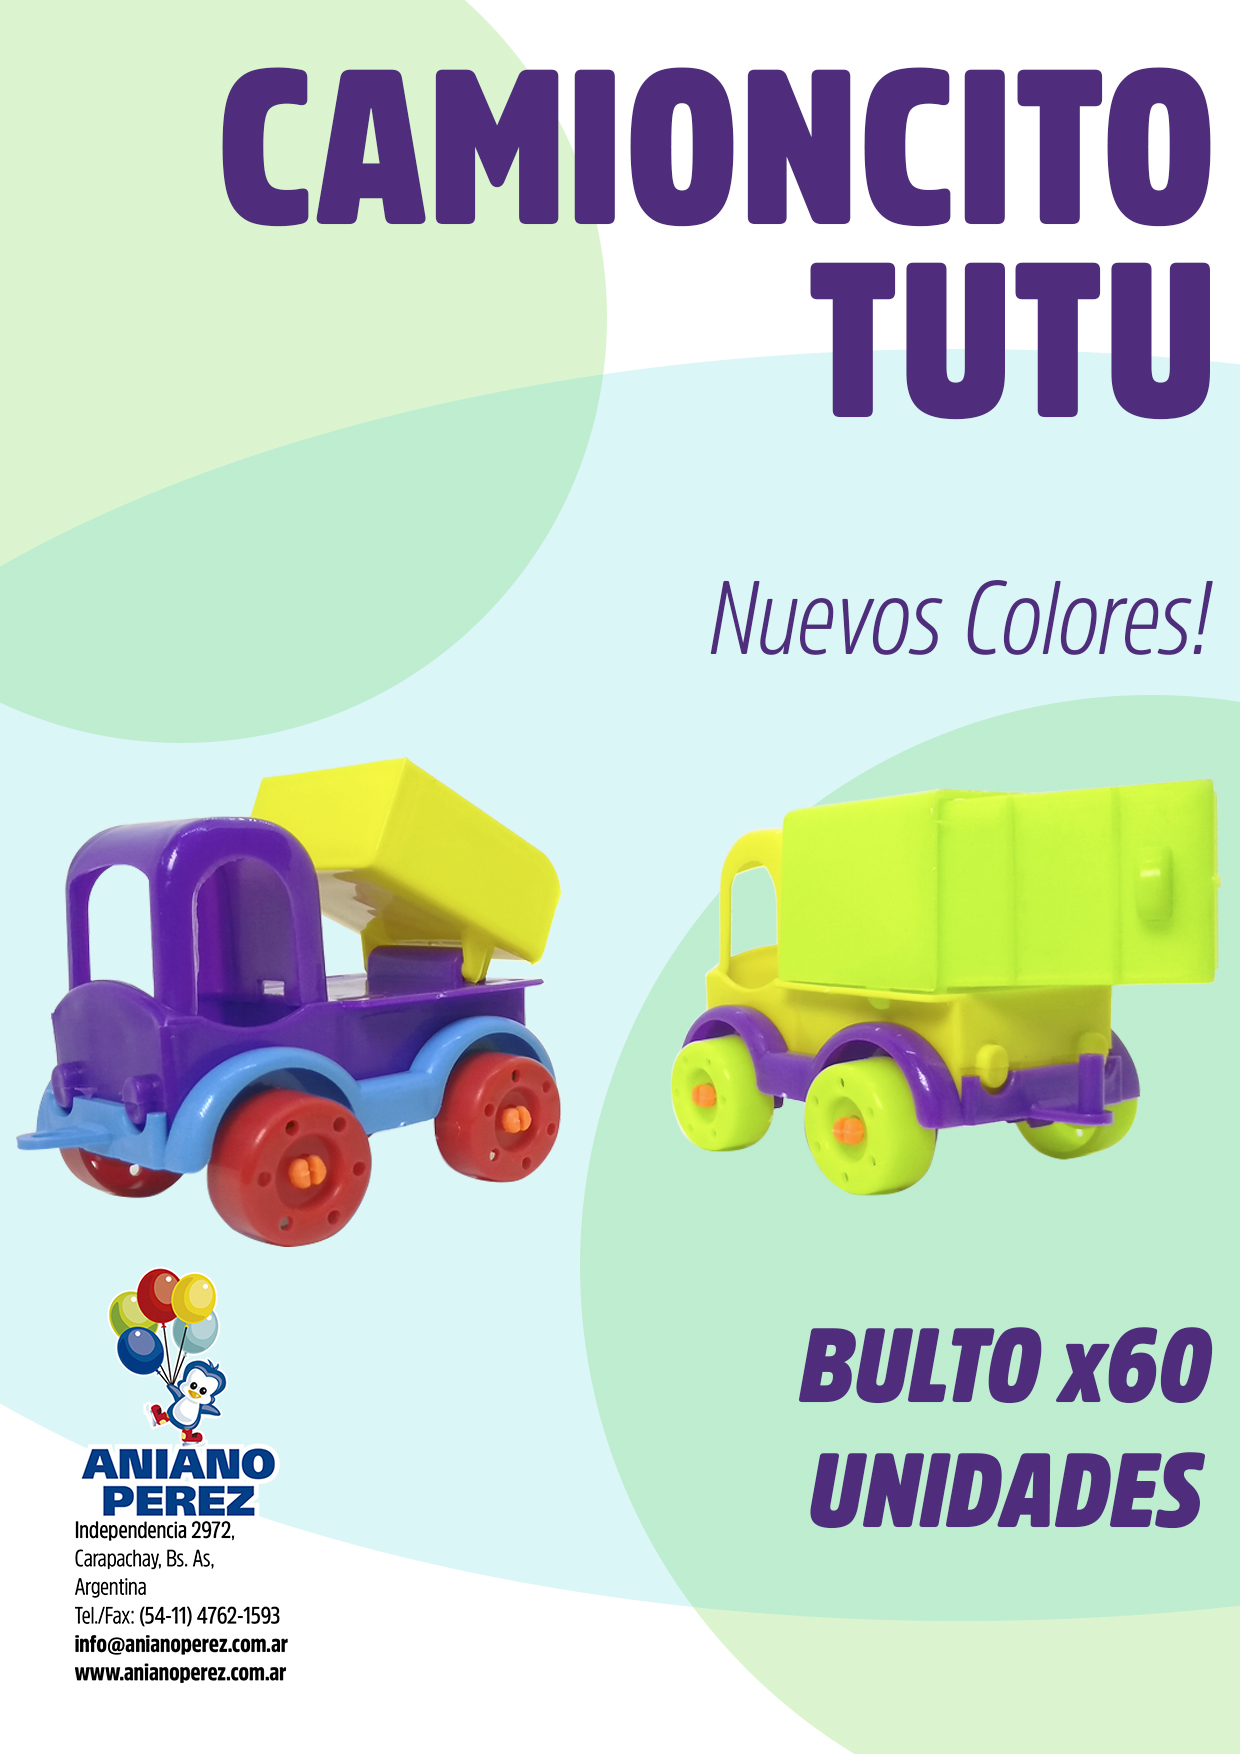 CAMIONCITO
TUTU
Nuevos Colores!
BULTO x60
UNIDADES
ANIANO
PEREZ
Independencia 2972,
Carapachay, Bs. As,
Argentina
Tel./Fax: (54-11) 4762-1593
info@anianoperez.com.ar
www.anianoperez.com.ar